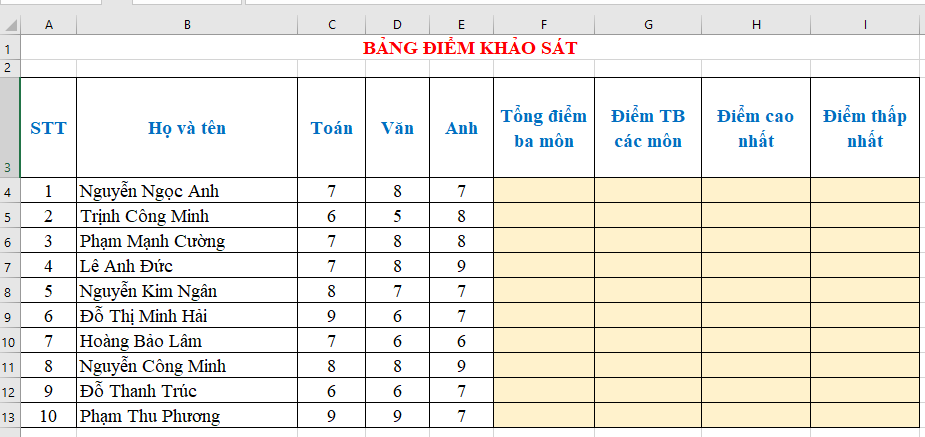 A B C D E F G H I
1 BẢNG ĐIỂM KHẢO SÁT
2
3 STT Họ và tên Toán Văn Anh Tổng điểm ba môn Điểm TB các môn Điểm cao nhất Điểm thấp nhất
4 1 Nguyễn Ngọc Anh 7 8 7
5 2 Trịnh Công Minh 6 5 8
6 3 Phạm Mạnh Cường 7 8 8
7 4 Lê Anh Đức 7 8 9
8 5 Nguyễn Kim Ngân 8 7 7
9 6 Đỗ Thị Minh Hải 9 6 7
10 7 Hoàng Bảo Lâm 7 6 6
11 8 Nguyễn Công Minh 8 8 9
12 9 Đỗ Thanh Trúc 6 6 7
13 10 Phạm Thu Phương 9 9 7